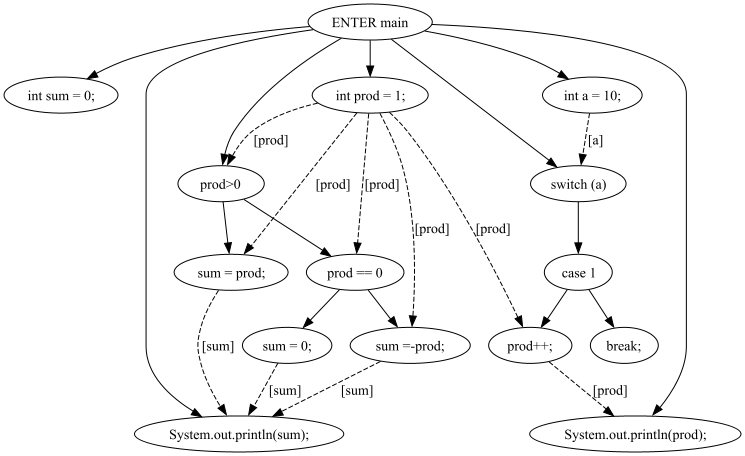 ENTER main
int sum = 0;
int prod = 1;
int a = 10;
[prod]
[a]
prod>0
[prod]
[prod]
switch (a)
[prod]
[prod]
sum = prod;
prod == 0
case 1
[sum]
sum = 0;
sum =-prod;
prod++;
break;
[sum]
[sum]
[prod]
System.out.println(sum);
System.out.println(prod);